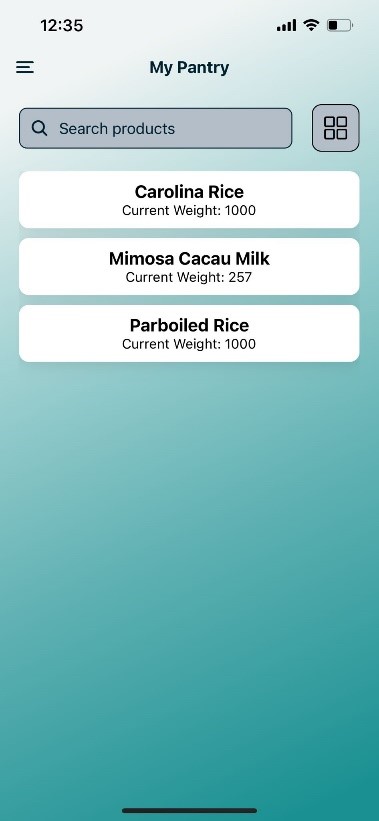 12:35
My Pantry
Search products
Carolina Rice
Current Weight: 1000
Mimosa Cacau Milk
Current Weight: 257
Parboiled Rice
Current Weight: 1000